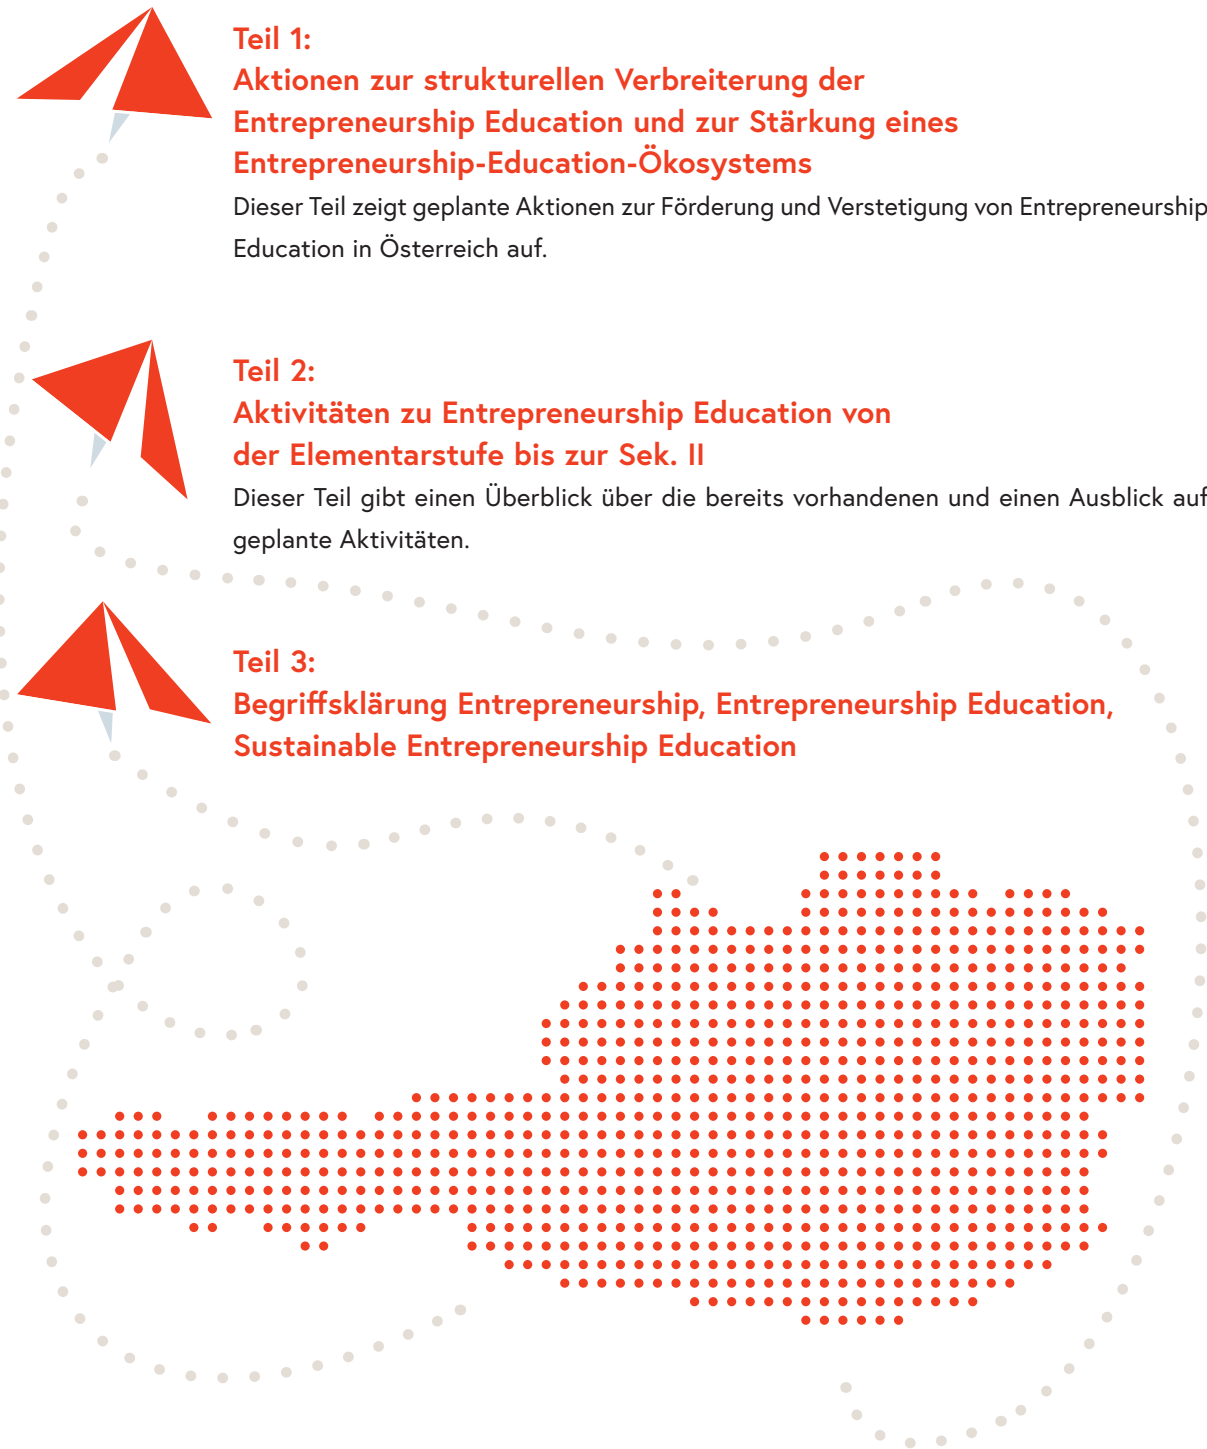 Teil 1:
Aktionen zur strukturellen Verbreiterung der
Entrepreneurship Education und zur Stärkung eines
Entrepreneurship-Education-Ökosystems
Dieser Teil zeigt geplante Aktionen zur Förderung und Verstetigung von Entrepreneurship
Education in Österreich auf.
Teil 2:
Aktivitäten zu Entrepreneurship Education von
der Elementarstufe bis zur Sek. II
Dieser Teil gibt einen Überblick über die bereits vorhandenen und einen Ausblick auf
geplante Aktivitäten.
Teil 3:
Begriffsklärung Entrepreneurship, Entrepreneurship Education,
Sustainable Entrepreneurship Education